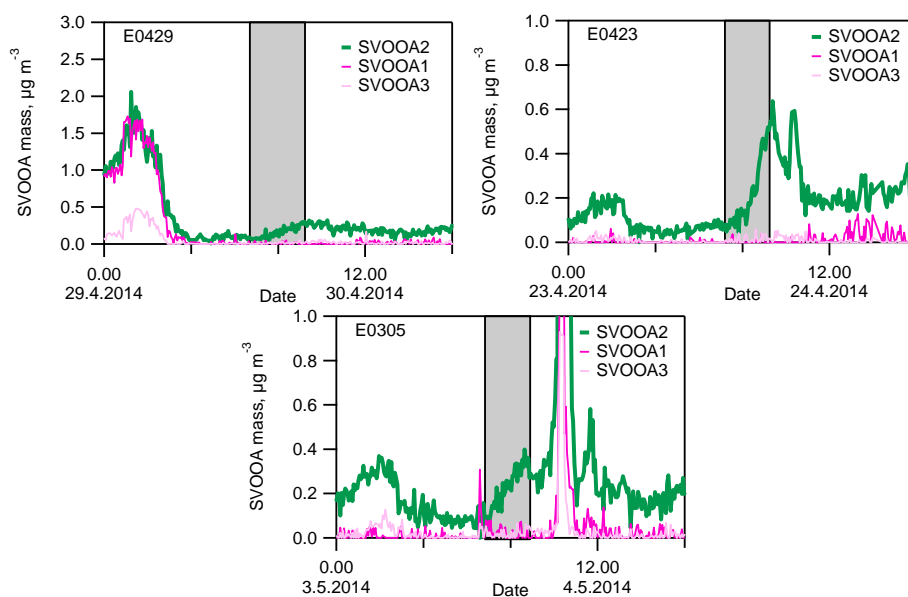 E0429
SVOOA2
SVOOA1
SVOOA3
SVOOA mass, µg m⁻³
3.0
2.5
2.0
1.5
1.0
0.5
0.0
0.00
12.00
29.4.2014
Date
30.4.2014
E0423
SVOOA2
SVOOA1
SVOOA3
SVOOA mass, µg m⁻³
1.0
0.8
0.6
0.4
0.2
0.0
0.00
12.00
23.4.2014
Date
24.4.2014
E0305
SVOOA2
SVOOA1
SVOOA3
SVOOA mass, µg m⁻³
1.0
0.8
0.6
0.4
0.2
0.0
0.00
12.00
3.5.2014
Date
4.5.2014